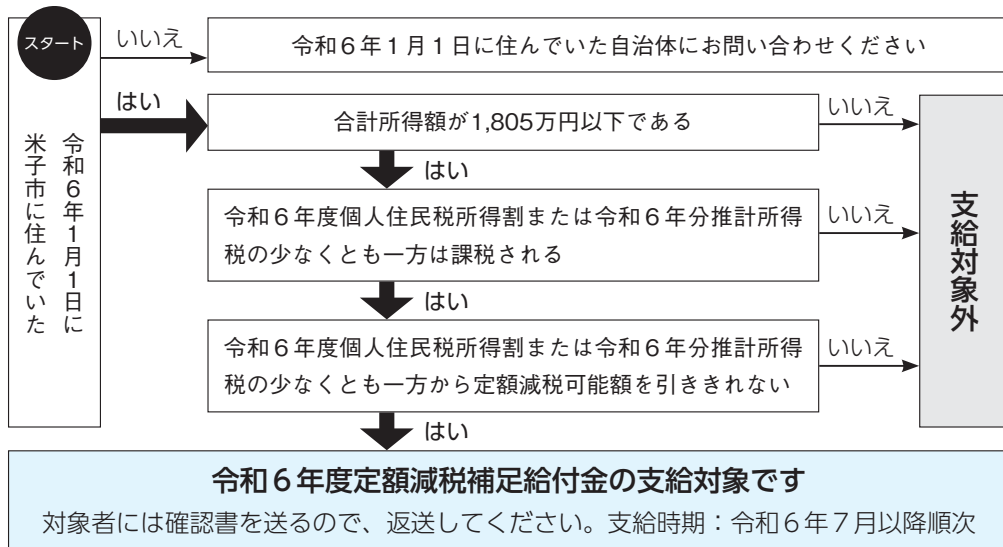 スタート
令和6年1月1日に
米子市に住んでいた
いいえ
令和6年1月1日に住んでいた自治体にお問い合わせください
はい
合計所得額が1,805万円以下である
いいえ
はい
令和6年度個人住民税所得割または令和6年分推計所得
税の少なくとも一方は課税される
いいえ
はい
令和6年度個人住民税所得割または令和6年分推計所得
税の少なくとも一方から定額減税可能額を引ききれない
いいえ
支給対象外
はい
令和6年度定額減税補足給付金の支給対象です
対象者には確認書を送るので、返送してください。支給時期：令和6年7月以降順次